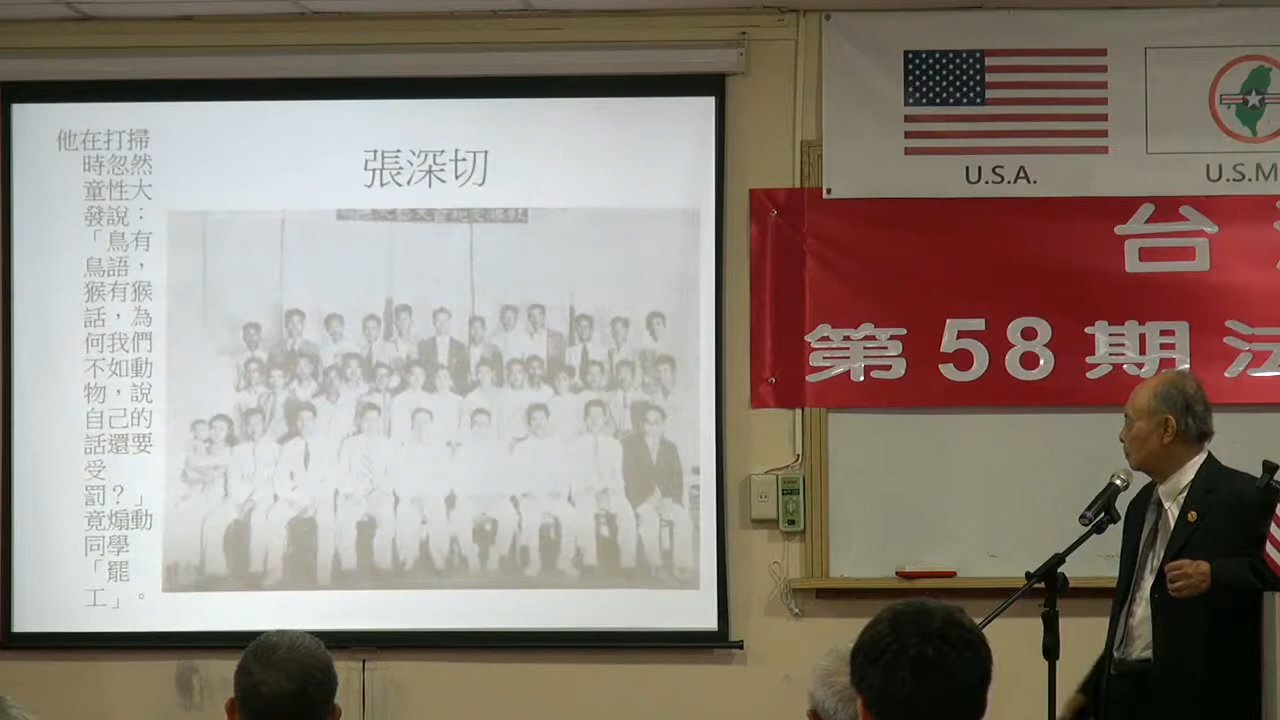 他在打掃
時忽然
童性大
發說：
「鳥有
鳥語，
猴有猴
話，為
何我們
不如動
物，說
自己的
話還要
受
罰？」
竟煽動
同學
「罷
工」。
張深切
U.S.A.
U.S.M
台
第58期法